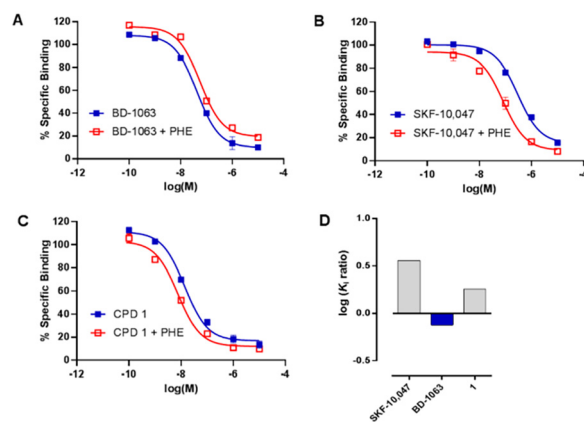 A
% Specific Binding
120
100
80
60
40
20
0
BD-1063
BD-1063 + PHE
-12
-10
-8
-6
-4
log(M)
B
% Specific Binding
120
100
80
60
40
20
0
SKF-10,047
SKF-10,047 + PHE
-12
-10
-8
-6
-4
log(M)
C
% Specific Binding
120
100
80
60
40
20
0
CPD 1
CPD 1 + PHE
-12
-10
-8
-6
-4
log(M)
D
log (Ki ratio)
1.0
0.5
0.0
-0.5
SKF-10,047
BD-1063
1